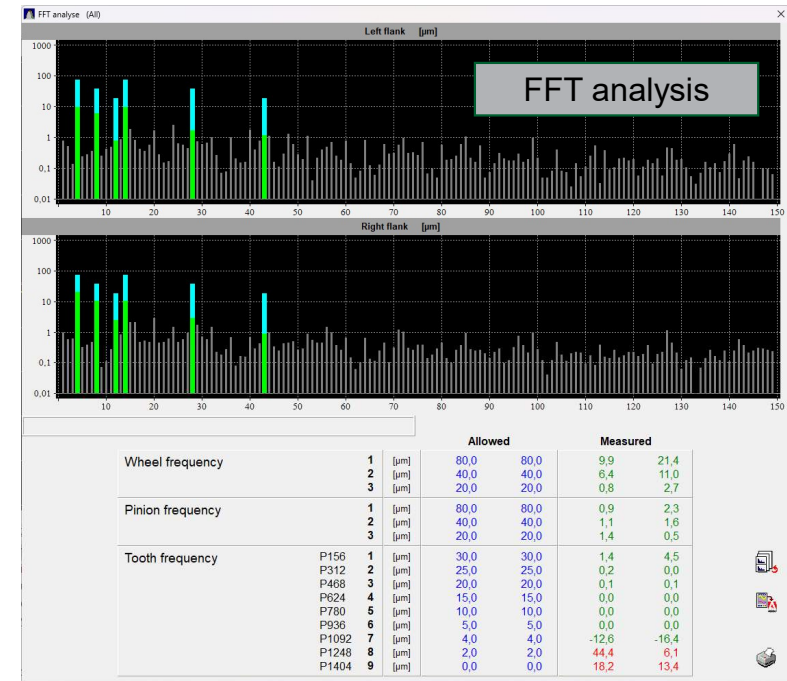 FFT analyse (All)
Left flank [µm]
FFT analysis
1000
100
10
1
0,1
0,01
10 20 30 40 50 60 70 80 90 100 110 120 130 140 150
Right flank [µm]
1000
100
10
1
0,1
0,01
10 20 30 40 50 60 70 80 90 100 110 120 130 140 150
Allowed Measured
Wheel frequency 1 [µm] 80,0 80,0 9,9 21,4
2 [µm] 40,0 40,0 6,4 11,0
3 [µm] 20,0 20,0 0,8 2,7
Pinion frequency 1 [µm] 80,0 80,0 0,9 2,3
2 [µm] 40,0 40,0 1,1 1,6
3 [µm] 20,0 20,0 1,4 0,5
Tooth frequency P156 1 [µm] 30,0 30,0 1,4 4,5
P312 2 [µm] 25,0 25,0 0,2 0,0
P468 3 [µm] 20,0 20,0 0,1 0,1
P624 4 [µm] 15,0 15,0 0,0 0,0
P780 5 [µm] 10,0 10,0 0,0 0,0
P936 6 [µm] 5,0 5,0 0,0 0,0
P1092 7 [µm] 4,0 4,0 -12,6 -16,4
P1248 8 [µm] 2,0 2,0 44,4 6,1
P1404 9 [µm] 0,0 0,0 18,2 13,4